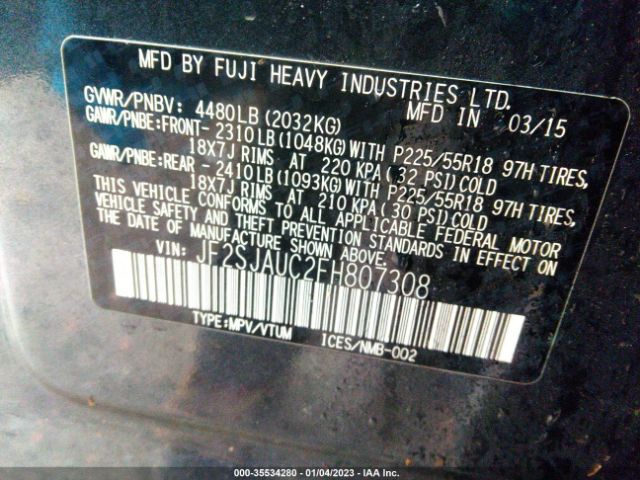 MFD BY FUJI HEAVY INDUSTRIES LTD.
GVWR/PNBV: 4480LB(2032KG) MFD IN 03/15
GAWR/PNBE:FRONT- 2310LB(1048KG)WITH P225/55R18 97H TIRES,
18X7J RIMS AT 220 KPA(32 PSI)COLD
GAWR/PNBE:REAR - 2410LB(1093KG)WITH P225/55R18 97H TIRES,
18X7J RIMS AT 210 KPA(30 PSI)COLD
THIS VEHICLE CONFORMS TO ALL APPLICABLE FEDERAL MOTOR
VEHICLE SAFETY AND THEFT PREVENTION STANDARDS IN EFFECT ON
THE DATE OF MANUFACTURE SHOWN ABOVE.
VIN: JF2SJAUC2FH807308
TYPE:MPV/VTUM ICES/NMB-002
000-35534280 - 01/04/2023 - IAA Inc.